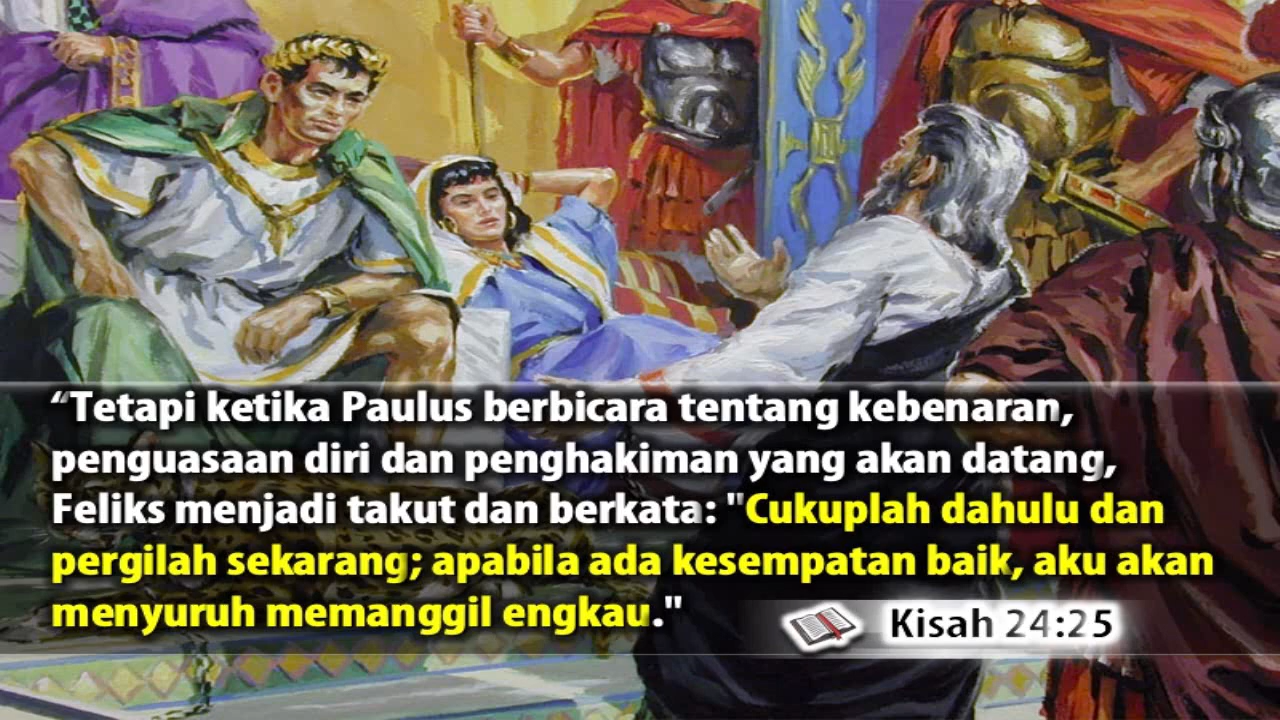 “Tetapi ketika Paulus berbicara tentang kebenaran,
penguasaan diri dan penghakiman yang akan datang,
Feliks menjadi takut dan berkata: "Cukuplah dahulu dan
pergilah sekarang; apabila ada kesempatan baik, aku akan
menyuruh memanggil engkau."
Kisah 24:25